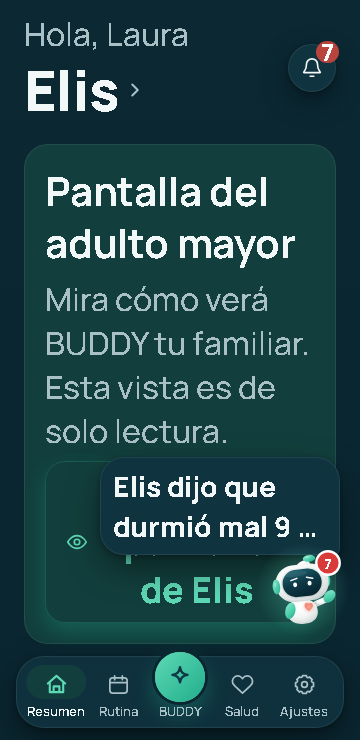 Hola, Laura
Elis
7
Pantalla del
adulto mayor
Mira cómo verá
BUDDY tu familiar.
Esta vista es de
solo lectura.
Elis dijo que
durmió mal 9 ...
de Elis
7
Resumen
Rutina
BUDDY
Salud
Ajustes